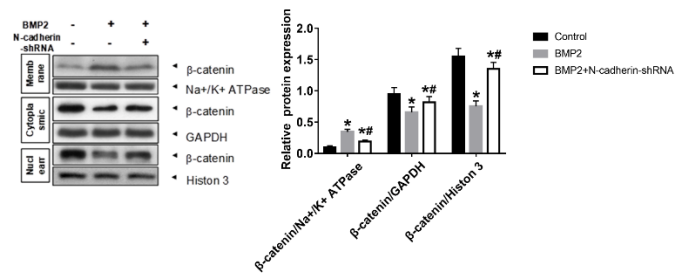 BMP2 - + +
N-cadherin
-shRNA - - +
Memb
rane
β-catenin
Na+/K+ ATPase
Cytopla
smic
β-catenin
GAPDH
Nucl
earr
β-catenin
Histon 3
Relative protein expression
2.0
1.5
1.0
0.5
0.0
* *# * *# * *#
β-catenin/Na+/K+ ATPase
β-catenin/GAPDH
β-catenin/Histon 3
Control
BMP2
BMP2+N-cadherin-shRNA